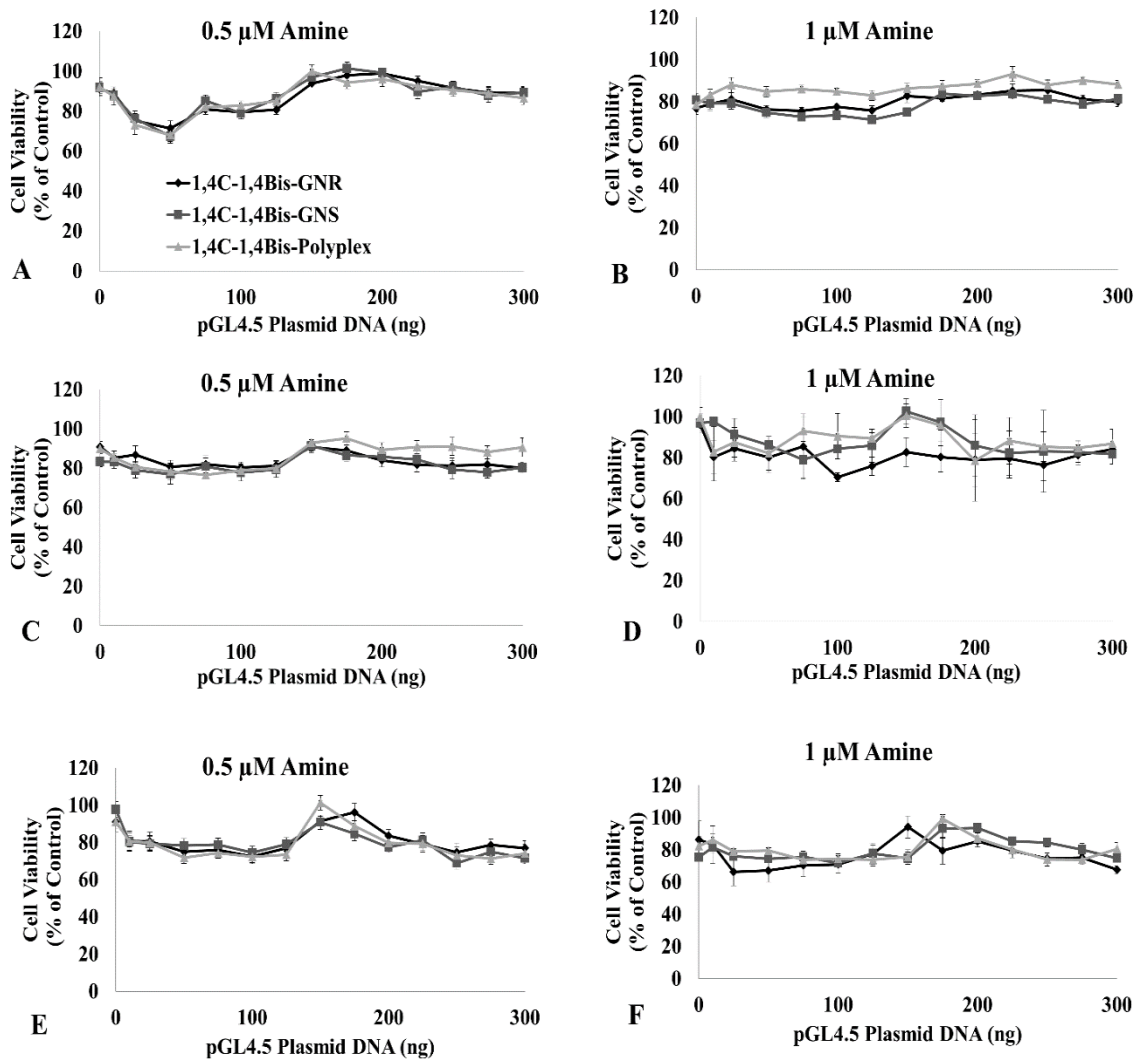 0.5 µM Amine
120
100
80
60
40
20
0
Cell Viability
(% of Control)
1,4C-1,4Bis-GNR
1,4C-1,4Bis-GNS
1,4C-1,4Bis-Polyplex
A
0 100 200 300
pGL4.5 Plasmid DNA (ng)
1 µM Amine
120
100
80
60
40
20
0
Cell Viability
(% of Control)
B
0 100 200 300
pGL4.5 Plasmid DNA (ng)
0.5 µM Amine
120
100
80
60
40
20
0
Cell Viability
(% of Control)
C
0 100 200 300
pGL4.5 Plasmid DNA (ng)
1 µM Amine
120
100
80
60
40
20
0
Cell Viability
(% of Control)
D
0 100 200 300
pGL4.5 Plasmid DNA (ng)
0.5 µM Amine
120
100
80
60
40
20
0
Cell Viability
(% of Control)
E
0 100 200 300
pGL4.5 Plasmid DNA (ng)
1 µM Amine
120
100
80
60
40
20
0
Cell Viability
(% of Control)
F
0 100 200 300
pGL4.5 Plasmid DNA (ng)